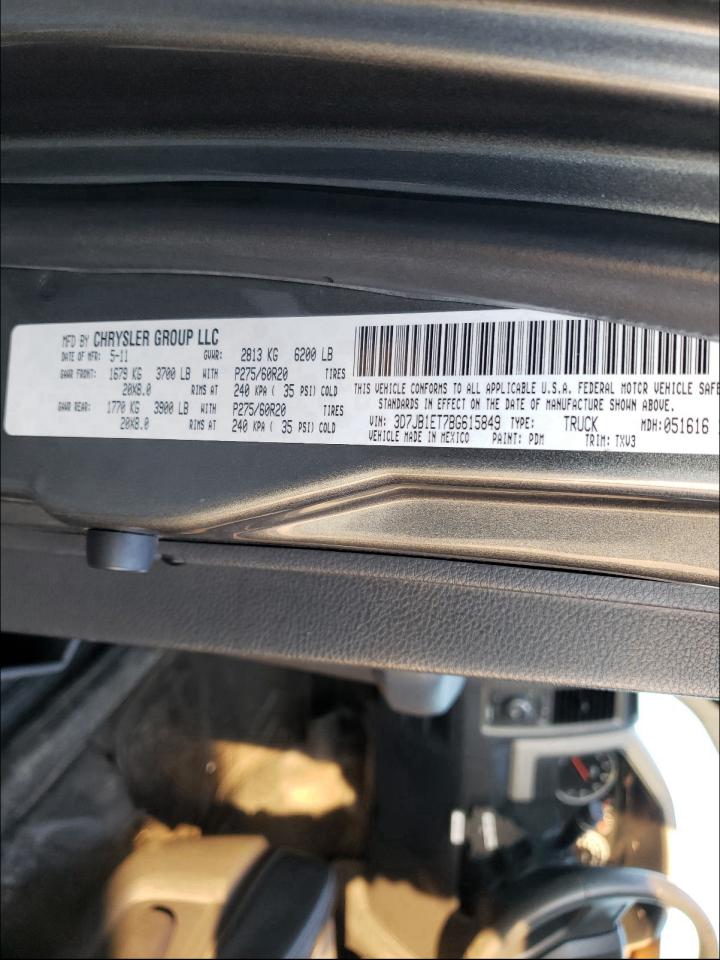 MFD BY CHRYSLER GROUP LLC
DATE OF MFR: 5-11 GVWR: 2813 KG 6200 LB
GAWR FRONT: 1679 KG 3700 LB WITH P275/60R20 TIRES
20X8.0 RIMS AT 240 KPA ( 35 PSI) COLD
GAWR REAR: 1770 KG 3900 LB WITH P275/60R20 TIRES
20X8.0 RIMS AT 240 KPA ( 35 PSI) COLD
THIS VEHICLE CONFORMS TO ALL APPLICABLE U.S.A. FEDERAL MOTOR VEHICLE SAFE
STANDARDS IN EFFECT ON THE DATE OF MANUFACTURE SHOWN ABOVE.
VIN: 3D7JB1ET7BG615849 TYPE: TRUCK MDH: 051616
VEHICLE MADE IN MEXICO PAINT: PDM TRIM: TXV3